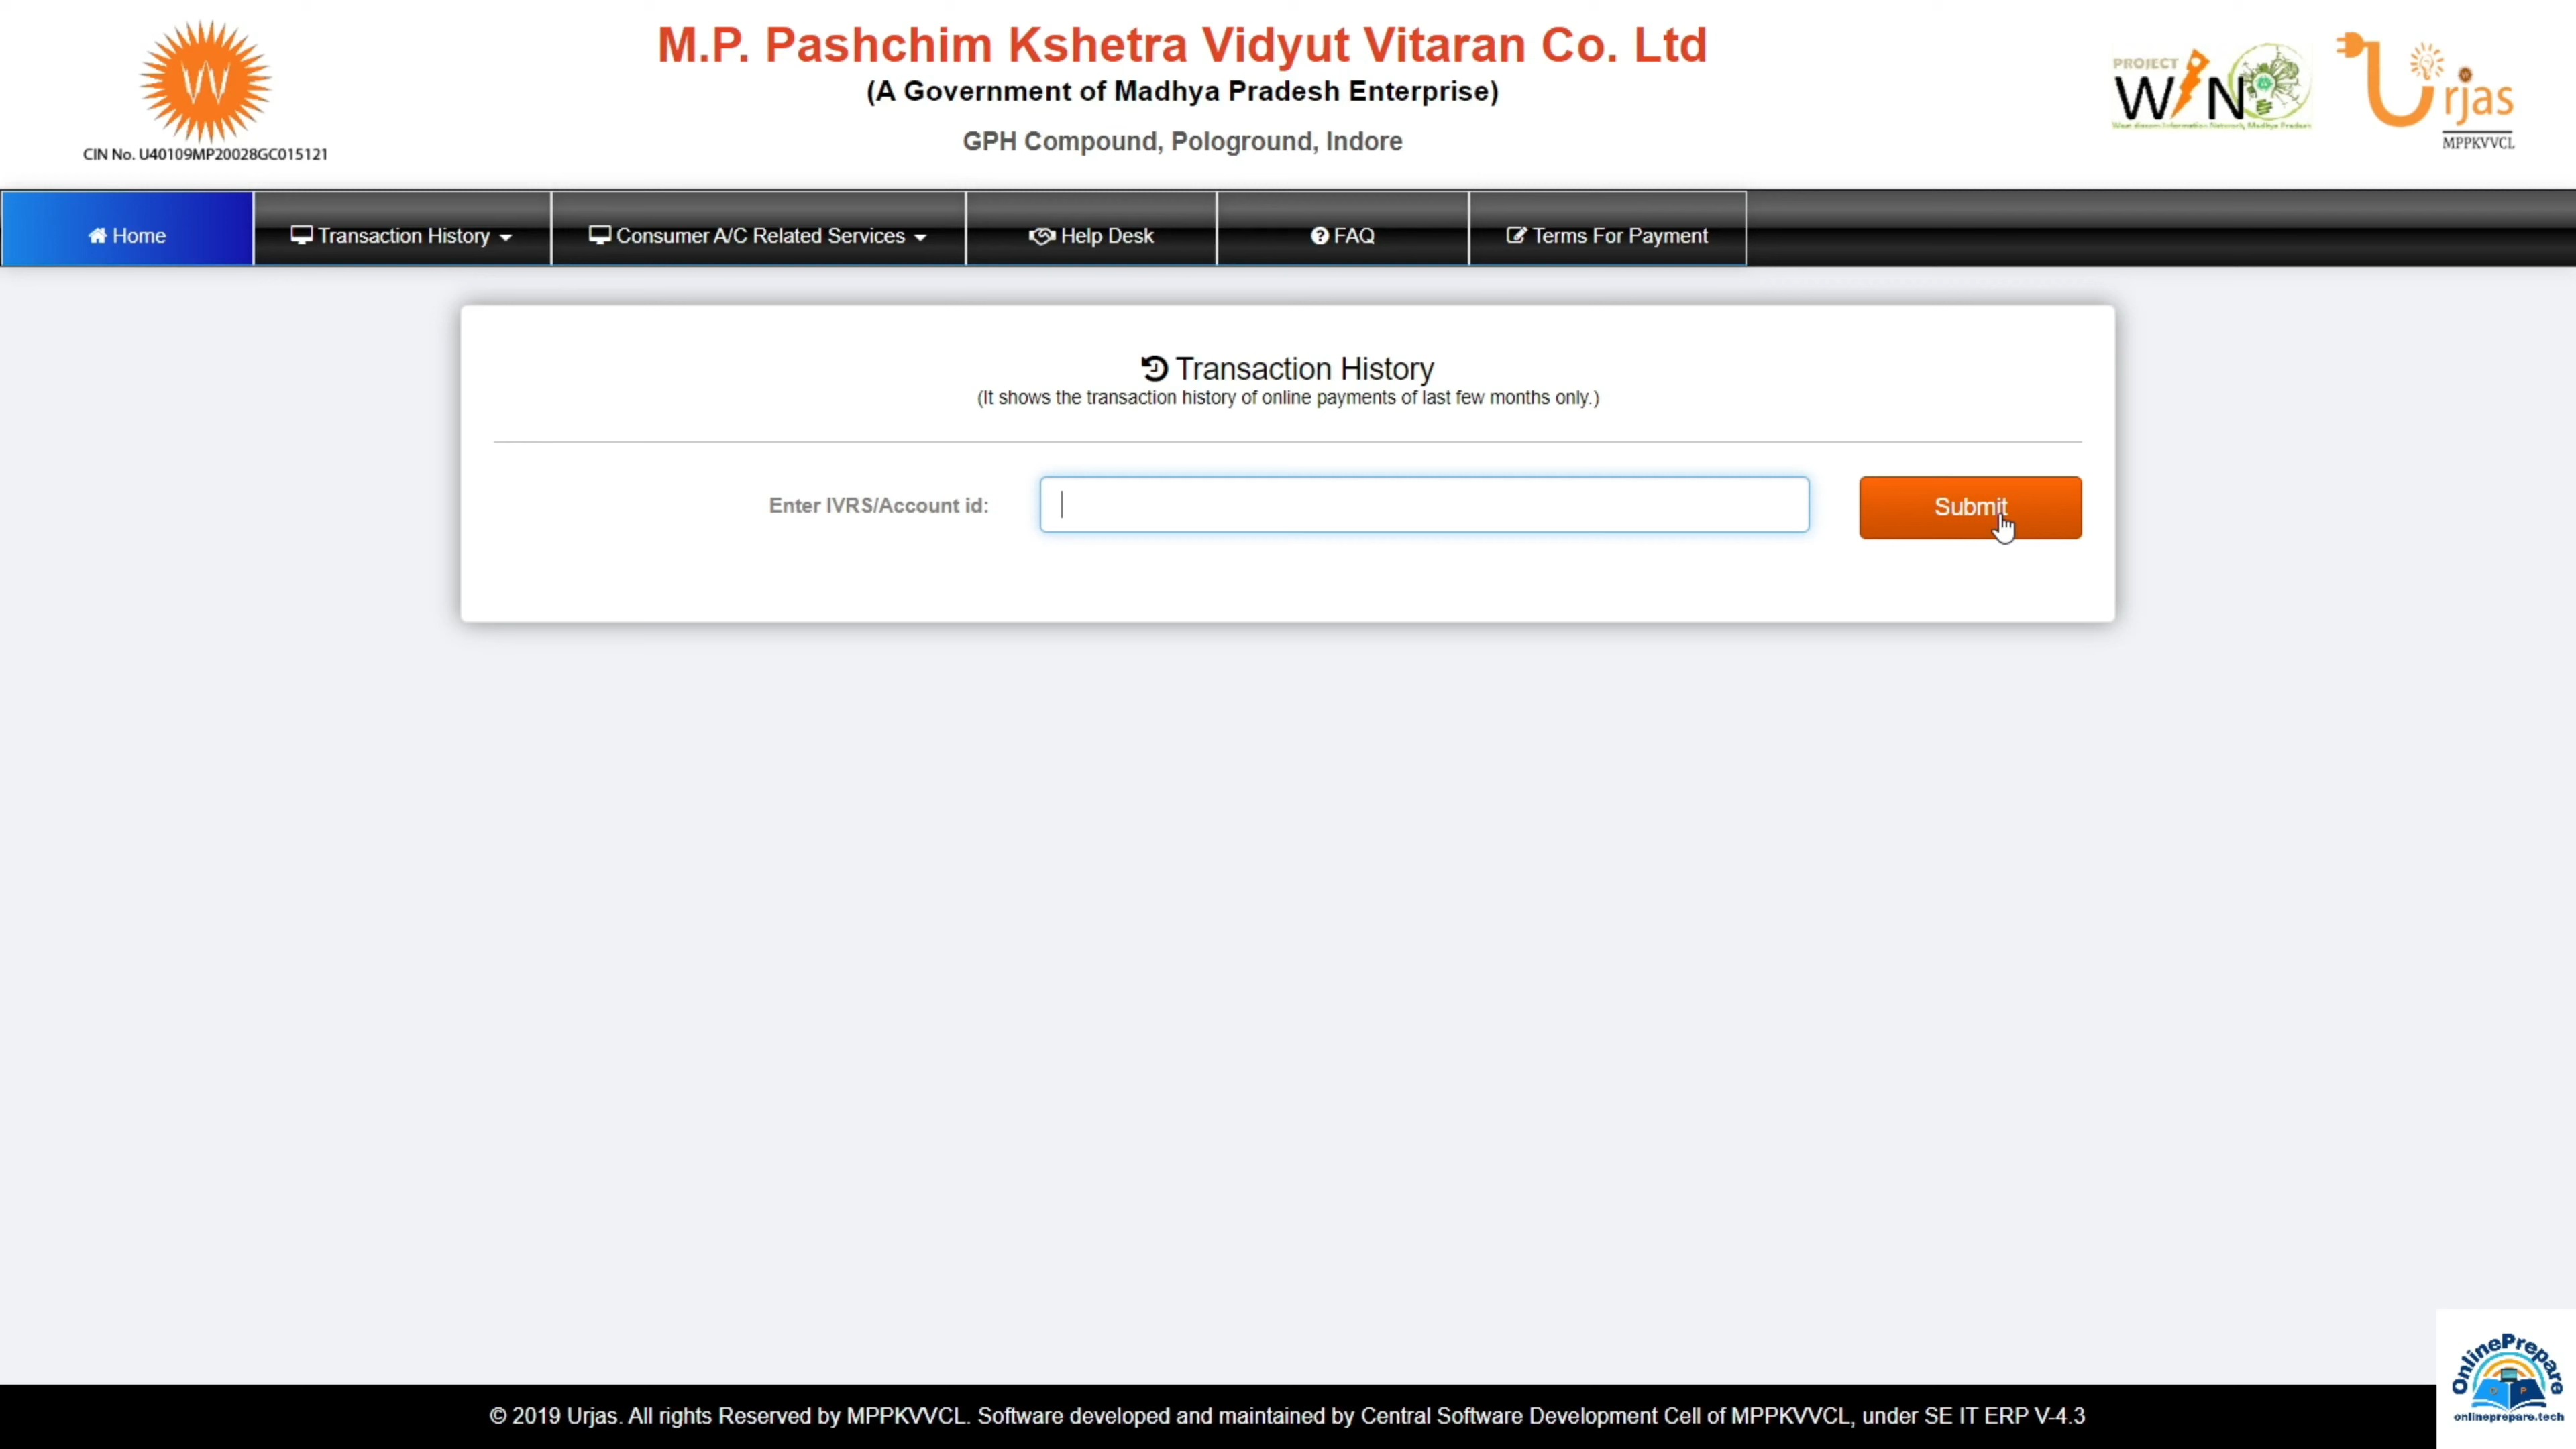 M.P. Pashchim Kshetra Vidyut Vitaran Co. Ltd
(A Government of Madhya Pradesh Enterprise)
GPH Compound, Pologround, Indore
CIN No. U40109MP20028GC015121
PROJECT
WiN
Urjas
MPPKVVCL
Home
Transaction History
Consumer A/C Related Services
Help Desk
FAQ
Terms For Payment
Transaction History
(It shows the transaction history of online payments of last few months only.)
Enter IVRS/Account id:
Submit
OnlinePrepare
onlineprepare.tech
© 2019 Urjas. All rights Reserved by MPPKVVCL. Software developed and maintained by Central Software Development Cell of MPPKVVCL, under SE IT ERP V-4.3